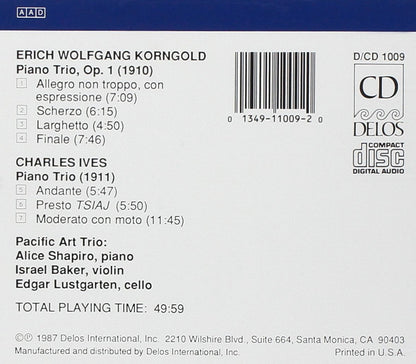 AAD
ERICH WOLFGANG KORNGOLD
Piano Trio, Op. 1 (1910)
1 Allegro non troppo, con
espressione (7:09)
2 Scherzo (6:15)
3 Larghetto (4:50)
4 Finale (7:46)
CHARLES IVES
Piano Trio (1911)
5 Andante (5:47)
6 Presto TSIAJ (5:50)
7 Moderato con moto (11:45)
Pacific Art Trio:
Alice Shapiro, piano
Israel Baker, violin
Edgar Lustgarten, cello
TOTAL PLAYING TIME: 49:59
D/CD 1009
0 13491-1009-2 0
CD
DELOS
COMPACT
disc
DIGITAL AUDIO
©℗ 1987 Delos International, Inc. 2210 Wilshire Blvd., Suite 664, Santa Monica, CA 90403
Manufactured and distributed by Delos International, Inc. Printed in U.S.A.